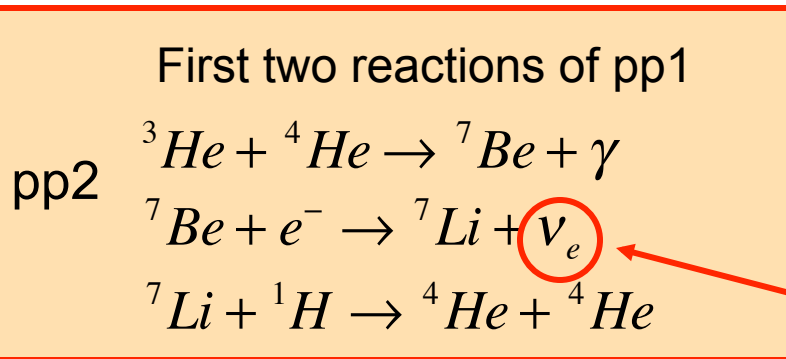 First two reactions of pp1
³He + ⁴He → ⁷Be + γ
pp2
⁷Be + e⁻ → ⁷Li + νₑ
⁷Li + ¹H → ⁴He + ⁴He